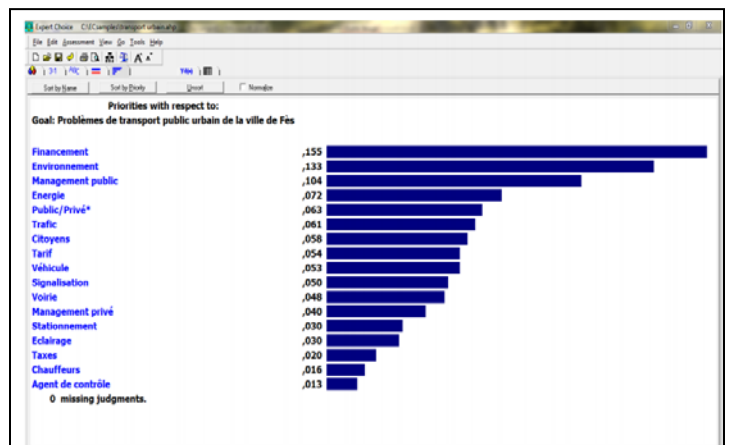 Expert Choice C:\ECsamples\transport urbain.ahp
File Edit Assessment View Go Tools Help
Sort by Name Sort by Priority Unsort Normalize
Priorities with respect to:
Goal: Problèmes de transport public urbain de la ville de Fès
Financement ,155
Environnement ,133
Management public ,104
Energie ,072
Public/Privé* ,063
Trafic ,061
Citoyens ,058
Tarif ,054
Véhicule ,053
Signalisation ,050
Voirie ,048
Management privé ,040
Stationnement ,030
Eclairage ,030
Taxes ,020
Chauffeurs ,016
Agent de contrôle ,013
0 missing judgments.